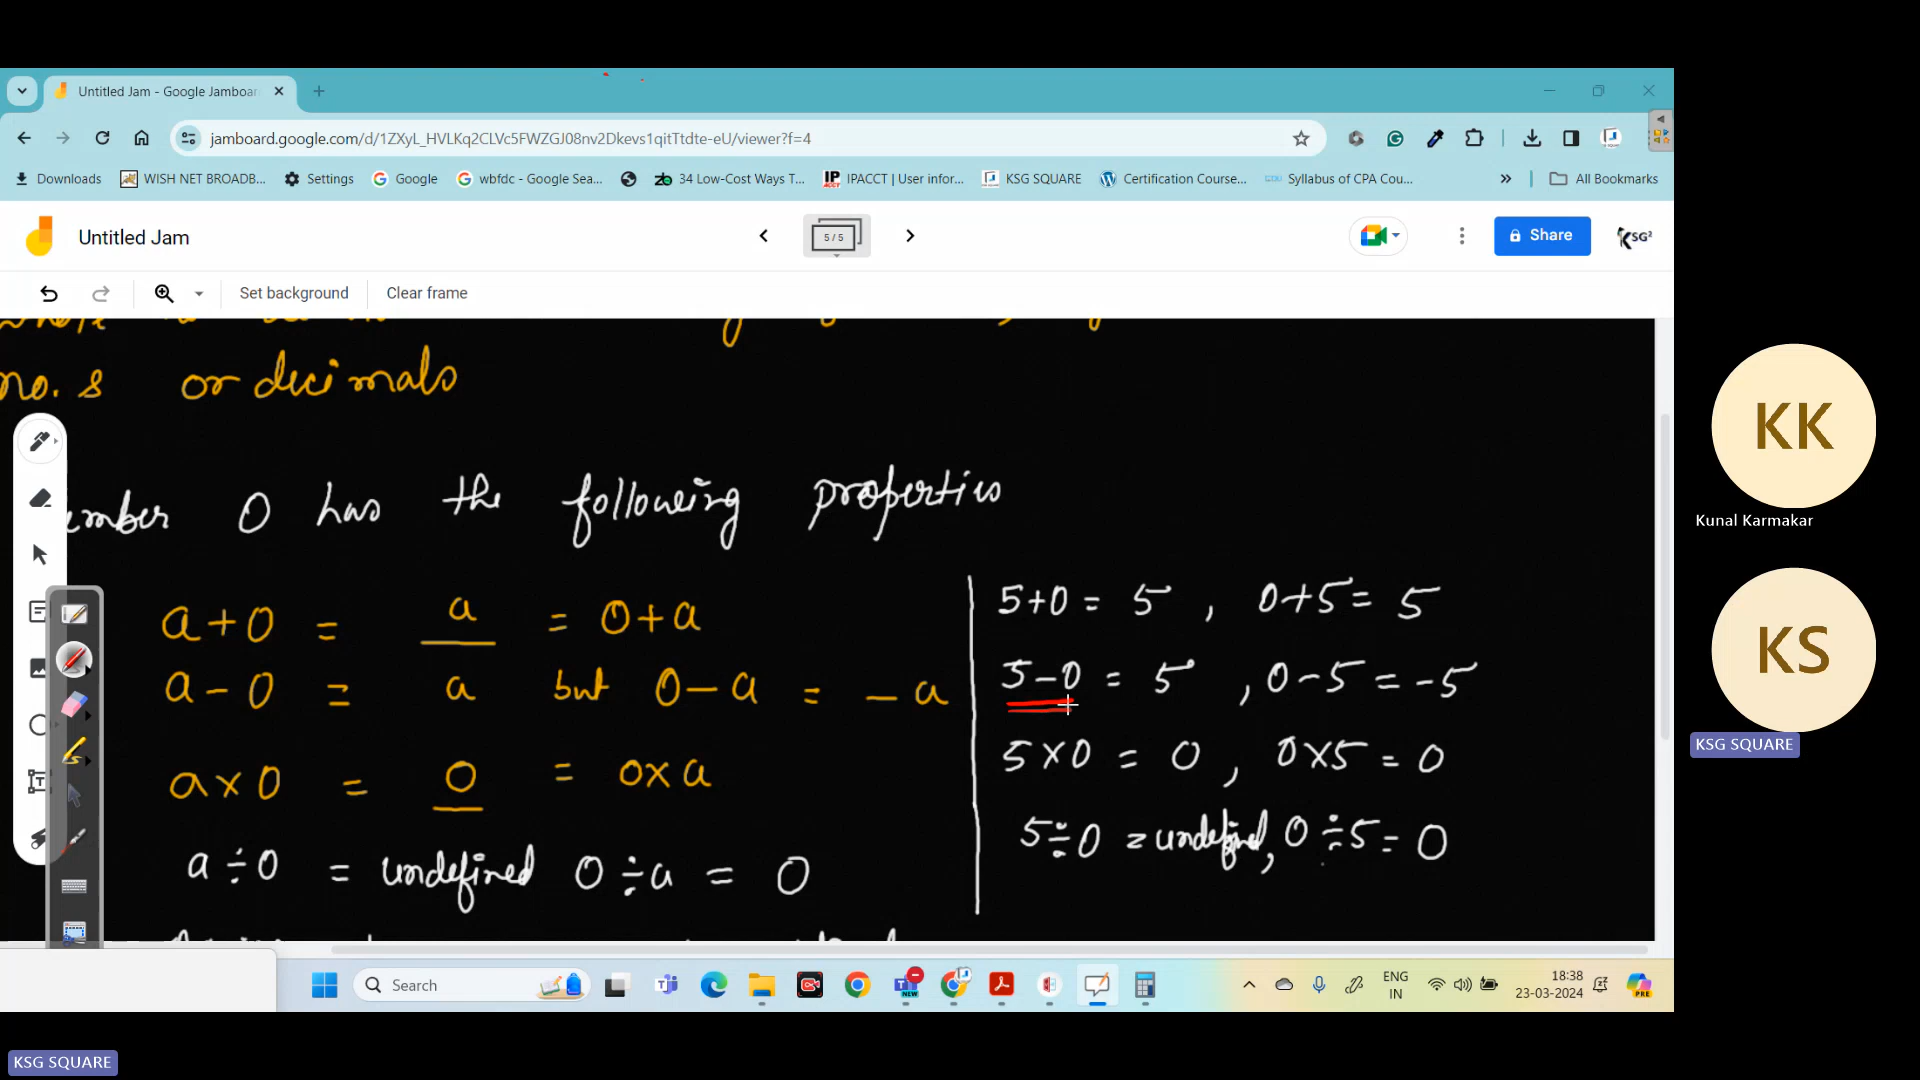 Untitled Jam - Google Jamboar
jamboard.google.com/d/1ZXyL_HVLKq2CLVc5FWZGJ08nv2Dkevs1qitTtdte-eU/viewer?f=4
Downloads WISH NET BROADB... Settings Google wbfdc - Google Sea... 34 Low-Cost Ways T... IPACCT | User infor... KSG SQUARE Certification Course... Syllabus of CPA Cou... » All Bookmarks
Untitled Jam
5 / 5
Share
KSG²
Set background Clear frame
no. s or decimals
ember 0 has the following properties
a+0 = a = 0+a
a-0 = a but 0-a = -a
a×0 = 0 = 0×a
a÷0 = undefined 0÷a = 0
5+0 = 5 , 0+5 = 5
5-0 = 5 , 0-5 = -5
5×0 = 0 , 0×5 = 0
5÷0 = undefined, 0÷5 = 0
KK
Kunal Karmakar
KS
KSG SQUARE
Search
ENG
IN
18:38
23-03-2024
KSG SQUARE